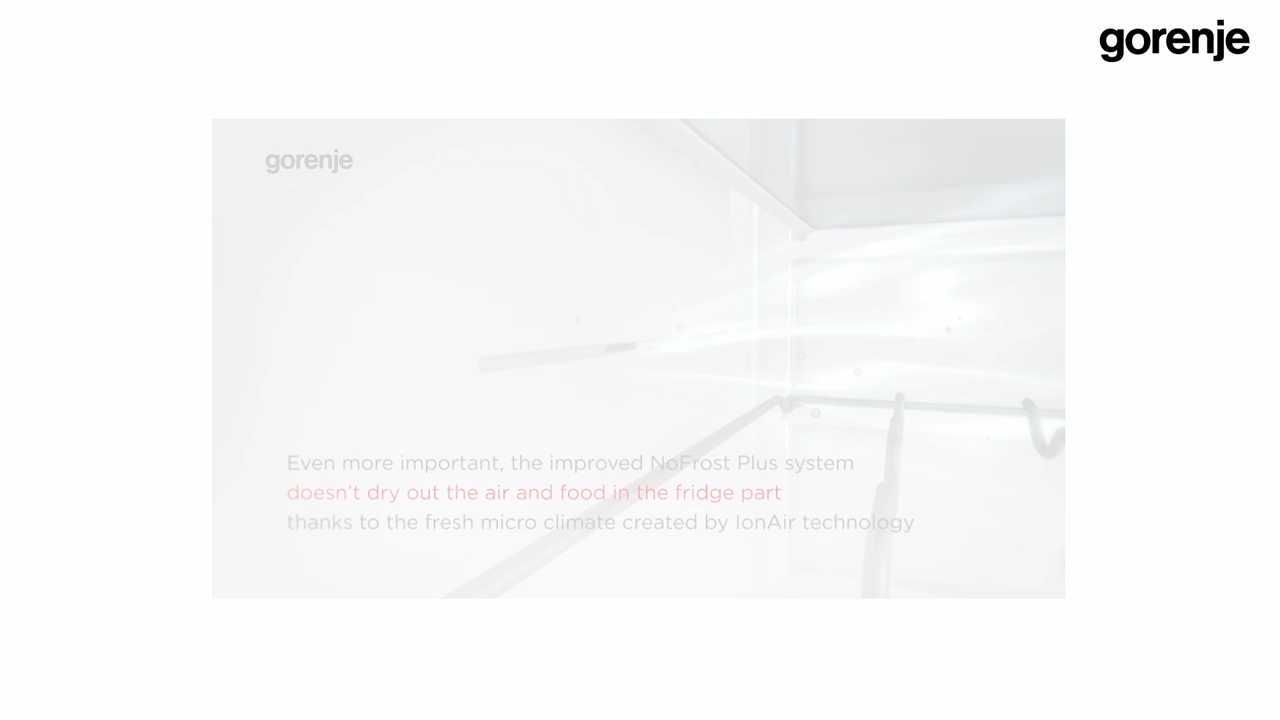 gorenje
gorenje
Even more important, the improved NoFrost Plus system
doesn't dry out the air and food in the fridge part
thanks to the fresh micro climate created by IonAir technology